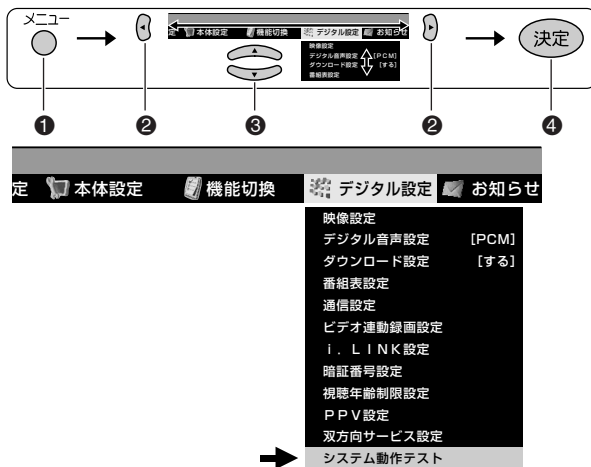 メニュー
定 本体設定 機能切換 デジタル設定 お知らせ
映像設定
デジタル音声設定 [PCM]
ダウンロード設定 [する]
番組表設定
決定
❶ ❷ ❸ ❷ ❹
定 本体設定 機能切換 デジタル設定 お知らせ
映像設定
デジタル音声設定 [PCM]
ダウンロード設定 [する]
番組表設定
通信設定
ビデオ連動録画設定
i．LINK設定
暗証番号設定
視聴年齢制限設定
PPV設定
双方向サービス設定
システム動作テスト